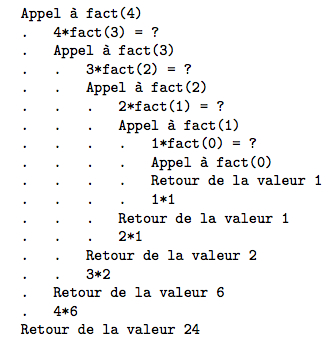 Appel à fact(4)
.   4*fact(3) = ?
.   Appel à fact(3)
.   .   3*fact(2) = ?
.   .   Appel à fact(2)
.   .   .   2*fact(1) = ?
.   .   .   Appel à fact(1)
.   .   .   .   1*fact(0) = ?
.   .   .   .   Appel à fact(0)
.   .   .   .   Retour de la valeur 1
.   .   .   .   1*1
.   .   .   Retour de la valeur 1
.   .   .   2*1
.   .   Retour de la valeur 2
.   .   3*2
.   Retour de la valeur 6
.   4*6
Retour de la valeur 24